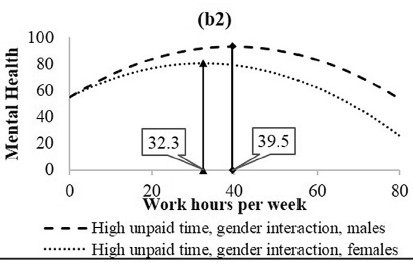 (b2)
Mental Health
100
80
60
40
20
0
32.3
39.5
0 20 40 60 80
Work hours per week
High unpaid time, gender interaction, males
High unpaid time, gender interaction, females